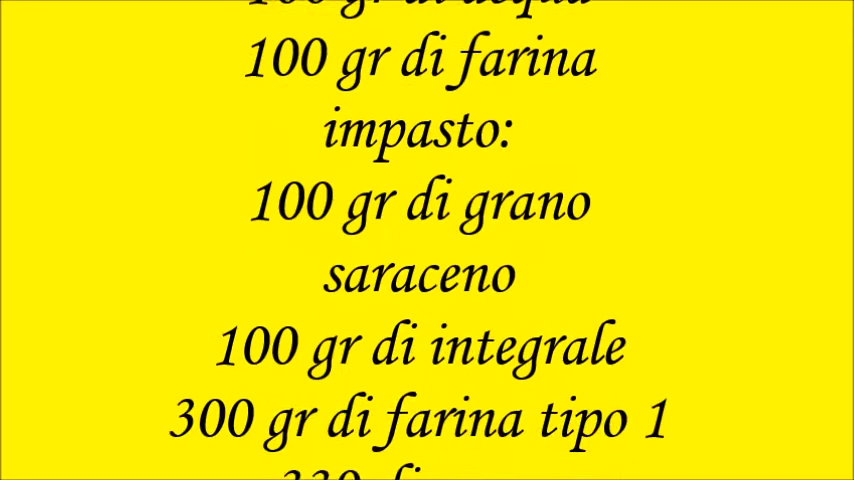 100 gr di acqua
100 gr di farina
impasto:
100 gr di grano
saraceno
100 gr di integrale
300 gr di farina tipo 1